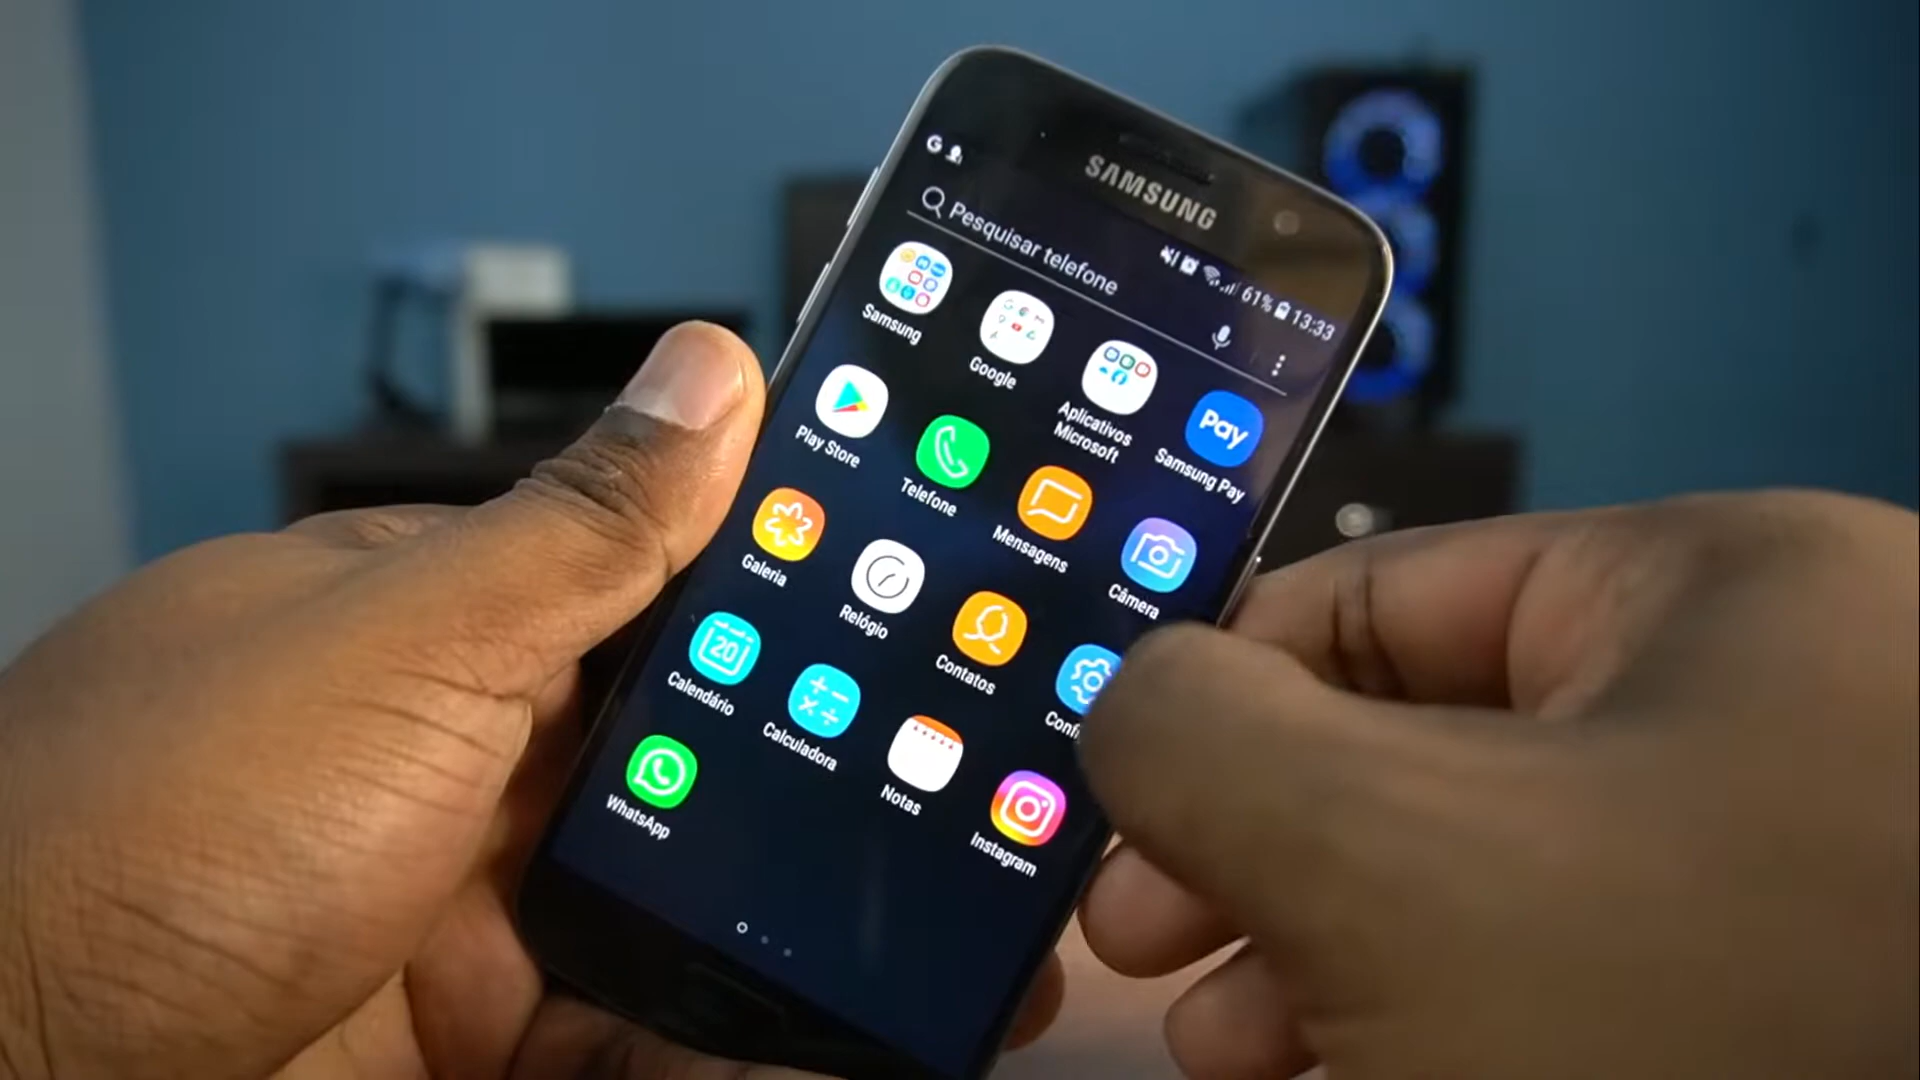 SAMSUNG
G
61% 13:33
Pesquisar telefone
Samsung
Google
Aplicativos
Microsoft
Pay
Samsung Pay
Play Store
Telefone
Mensagens
Câmera
Galeria
Relógio
Contatos
Confi
20
Calendário
Calculadora
Notas
Instagram
WhatsApp